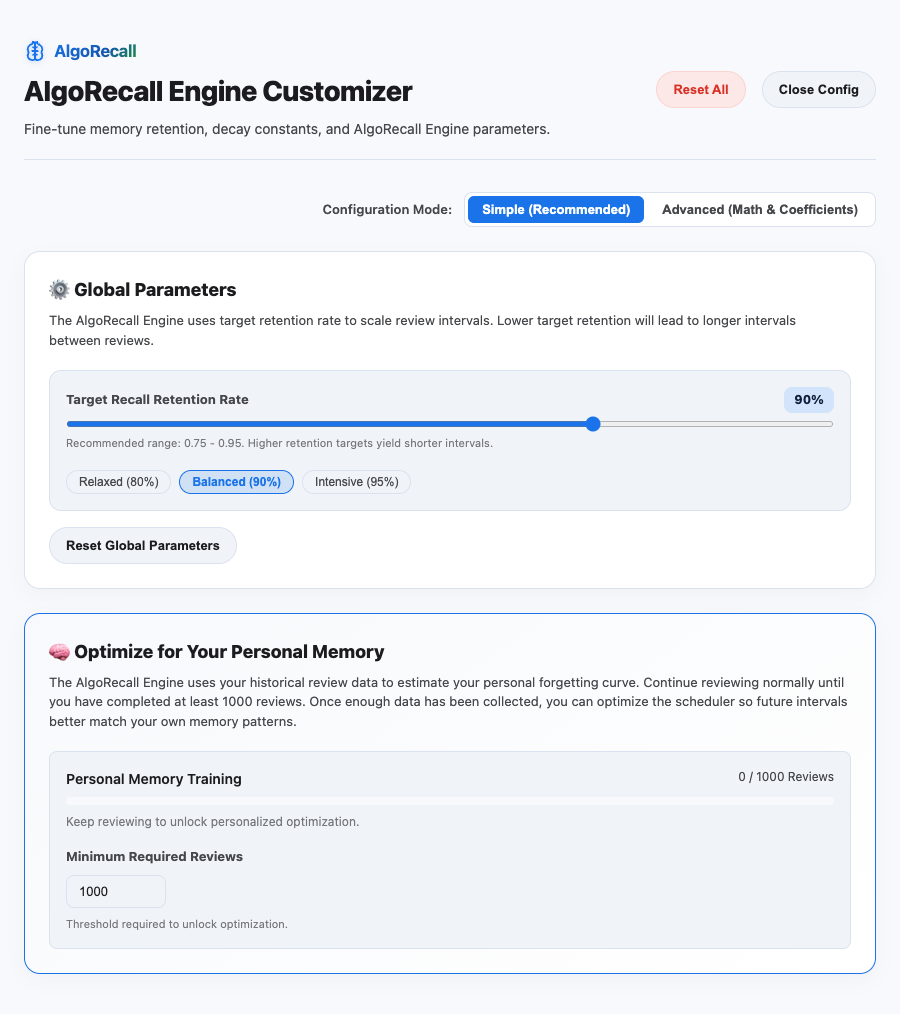 AlgoRecall
AlgoRecall Engine Customizer
Reset All
Close Config
Fine-tune memory retention, decay constants, and AlgoRecall Engine parameters.
Configuration Mode:
Simple (Recommended)
Advanced (Math & Coefficients)
Global Parameters
The AlgoRecall Engine uses target retention rate to scale review intervals. Lower target retention will lead to longer intervals
between reviews.
Target Recall Retention Rate
90%
Recommended range: 0.75 - 0.95. Higher retention targets yield shorter intervals.
Relaxed (80%)
Balanced (90%)
Intensive (95%)
Reset Global Parameters
Optimize for Your Personal Memory
The AlgoRecall Engine uses your historical review data to estimate your personal forgetting curve. Continue reviewing normally until
you have completed at least 1000 reviews. Once enough data has been collected, you can optimize the scheduler so future intervals
better match your own memory patterns.
Personal Memory Training
0 / 1000 Reviews
Keep reviewing to unlock personalized optimization.
Minimum Required Reviews
1000
Threshold required to unlock optimization.